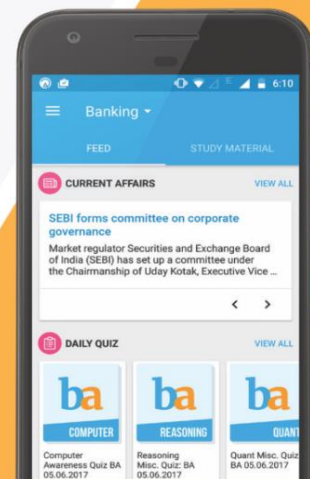 6:10
Banking
FEED STUDY MATERIAL
CURRENT AFFAIRS VIEW ALL
SEBI forms committee on corporate
governance
Market regulator Securities and Exchange Board
of India (SEBI) has set up a committee under
the Chairmanship of Uday Kotak, Executive Vice ...
DAILY QUIZ VIEW ALL
ba ba ba
COMPUTER REASONING QUANT
Computer
Awareness Quiz BA
05.06.2017
Reasoning
Misc. Quiz: BA
05.06.2017
Quant Misc. Quiz
BA 05.06.2017